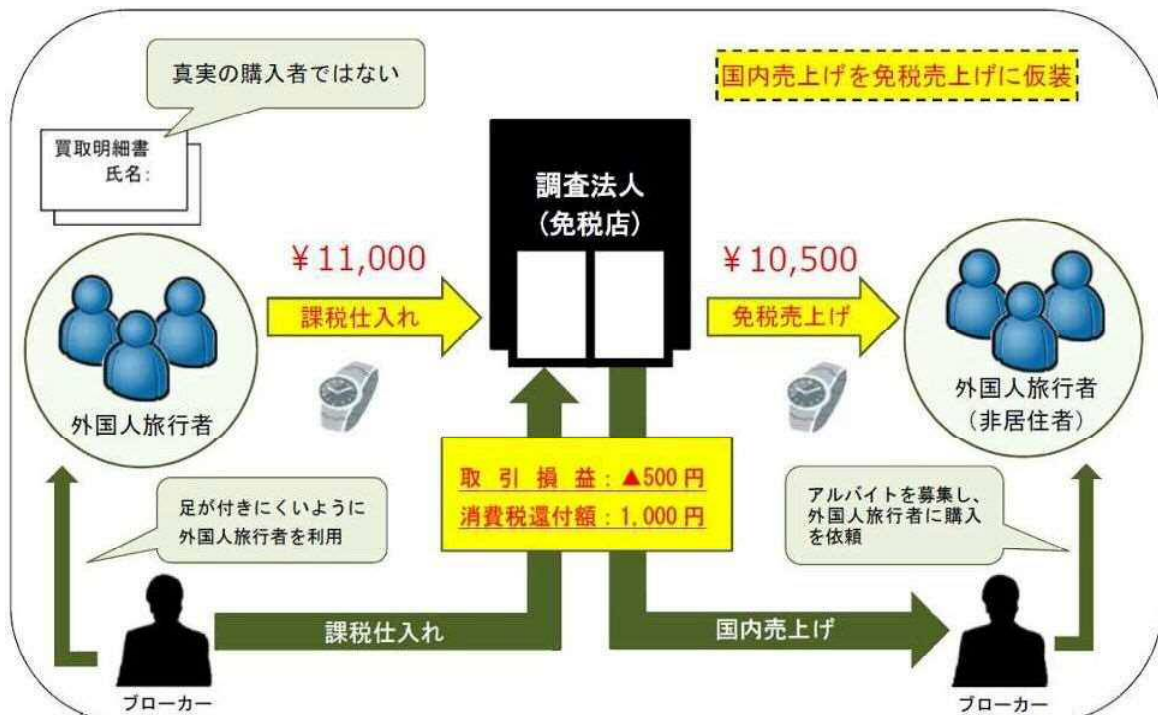 真実の購入者ではない
国内売上げを免税売上げに仮装
買取明細書
氏名:
調査法人
(免税店)
¥11,000
課税仕入れ
¥10,500
免税売上げ
外国人旅行者
外国人旅行者
(非居住者)
取引損益:▲500円
消費税還付額:1,000円
足が付きにくいように
外国人旅行者を利用
アルバイトを募集し、
外国人旅行者に購入
を依頼
課税仕入れ
国内売上げ
ブローカー
ブローカー